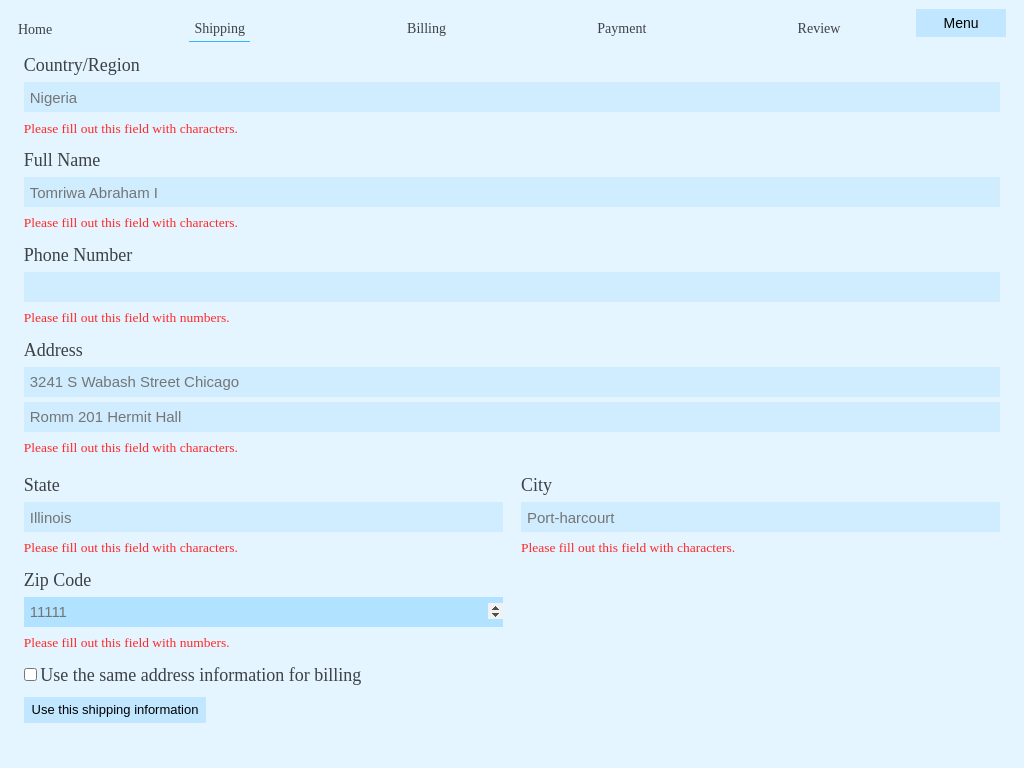 Home Shipping Billing Payment Review Menu
Country/Region
Nigeria
Please fill out this field with characters.
Full Name
Tomriwa Abraham I
Please fill out this field with characters.
Phone Number
Please fill out this field with numbers.
Address
3241 S Wabash Street Chicago
Romm 201 Hermit Hall
Please fill out this field with characters.
State City
Illinois Port-harcourt
Please fill out this field with characters. Please fill out this field with characters.
Zip Code
11111
Please fill out this field with numbers.
Use the same address information for billing
Use this shipping information